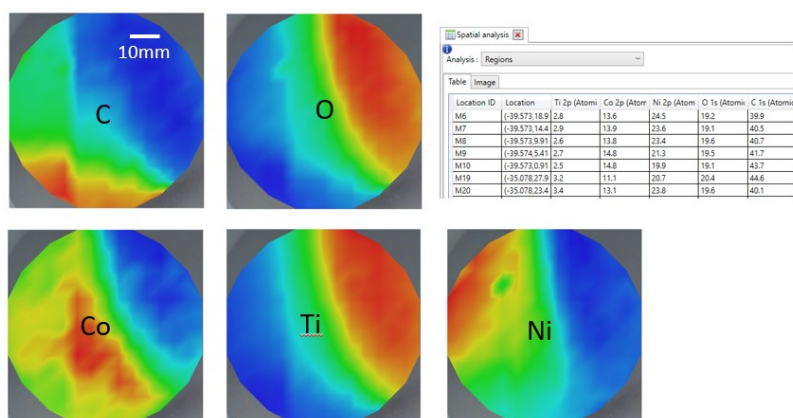 10mm
C
O
Spatial analysis
Analysis : Regions
Table Image
Location ID Location Ti 2p (Atomi Co 2p (Atom Ni 2p (Atom O 1s (Atomic C 1s (Atomic
M6 (-39.573,18.9 2.8 13.6 24.5 19.2 39.9
M7 (-39.573,14.4 2.9 13.9 23.6 19.1 40.5
M8 (-39.573,9.91 2.6 13.8 23.4 19.6 40.7
M9 (-39.574,5.41 2.7 14.8 21.3 19.5 41.7
M10 (-39.573,0.91 2.5 14.8 19.9 19.1 43.7
M19 (-35.078,27.9 3.2 11.1 20.7 20.4 44.6
M20 (-35.078,23.4 3.4 13.1 23.8 19.6 40.1
Co
Ti
Ni